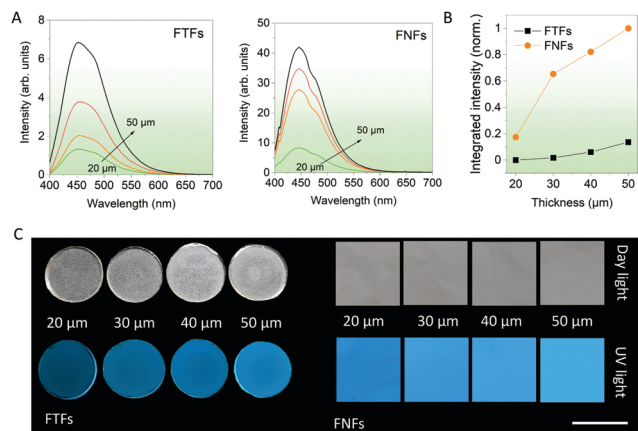 A
FTFs
Intensity (arb. units)
8
6
4
2
0
50 µm
20 µm
400 450 500 550 600 650 700
Wavelength (nm)
FNFs
Intensity (arb. units)
50
40
30
20
10
0
50 µm
20 µm
400 450 500 550 600 650 700
Wavelength (nm)
B
Integrated intensity (norm.)
FTFs
FNFs
1
0.8
0.6
0.4
0.2
0
20 30 40 50
Thickness (µm)
C
Day light
20 µm 30 µm 40 µm 50 µm
20 µm 30 µm 40 µm 50 µm
UV light
FTFs
FNFs